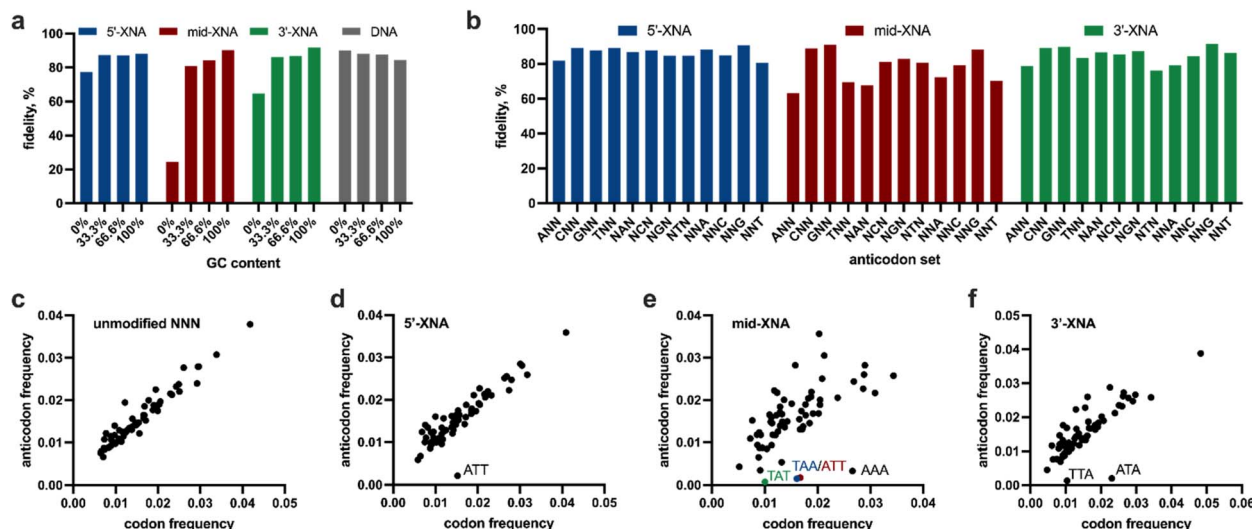 a
5'-XNA mid-XNA 3'-XNA DNA
fidelity, %
100
80
60
40
20
0
0% 33.3% 66.6% 100% 0% 33.3% 66.6% 100% 0% 33.3% 66.6% 100% 0% 33.3% 66.6% 100%
GC content
b
5'-XNA mid-XNA 3'-XNA
fidelity, %
100
80
60
40
20
0
ANN CNN GNN TNN NAN NCN NGN NTN NNA NNC NNG NNT ANN CNN GNN TNN NAN NCN NGN NTN NNA NNC NNG NNT ANN CNN GNN TNN NAN NCN NGN NTN NNA NNC NNG NNT
anticodon set
c
unmodified NNN
anticodon frequency
0.04
0.03
0.02
0.01
0.00
0.00 0.01 0.02 0.03 0.04 0.05
codon frequency
d
5'-XNA
anticodon frequency
0.04
0.03
0.02
0.01
0.00
ATT
0.00 0.01 0.02 0.03 0.04 0.05
codon frequency
e
mid-XNA
anticodon frequency
0.04
0.03
0.02
0.01
0.00
TAT TAA/ATT AAA
0.00 0.01 0.02 0.03 0.04
codon frequency
f
3'-XNA
anticodon frequency
0.05
0.04
0.03
0.02
0.01
0.00
TTA ATA
0.00 0.01 0.02 0.03 0.04 0.05 0.06
codon frequency